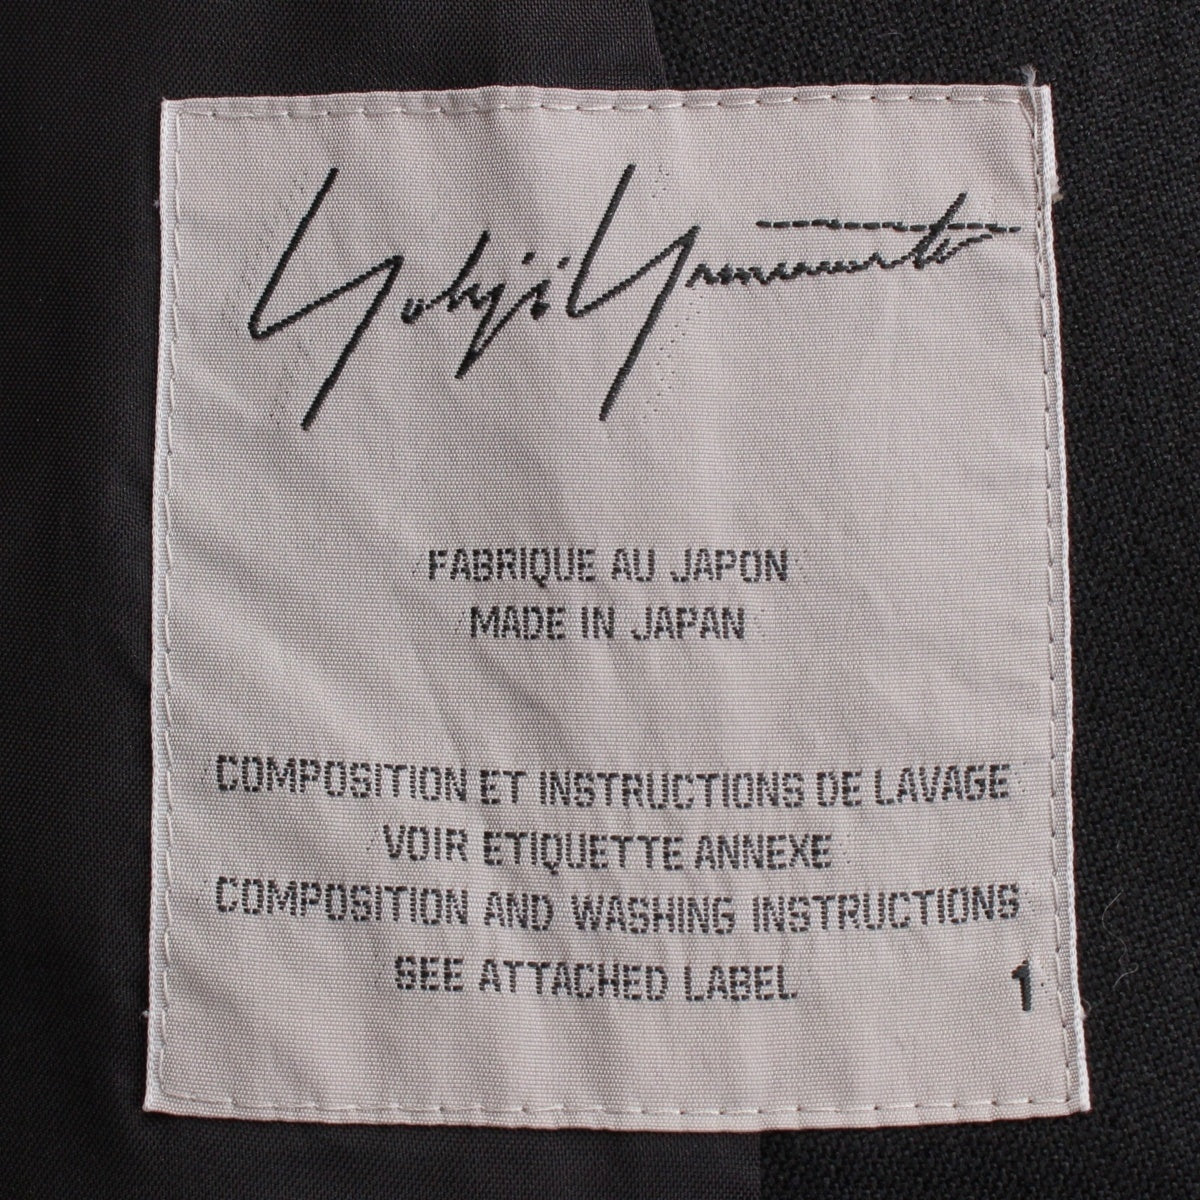 Yohji Yamamoto
FABRIQUE AU JAPON
MADE IN JAPAN
COMPOSITION ET INSTRUCTIONS DE LAVAGE
VOIR ETIQUETTE ANNEXE
COMPOSITION AND WASHING INSTRUCTIONS
SEE ATTACHED LABEL
1